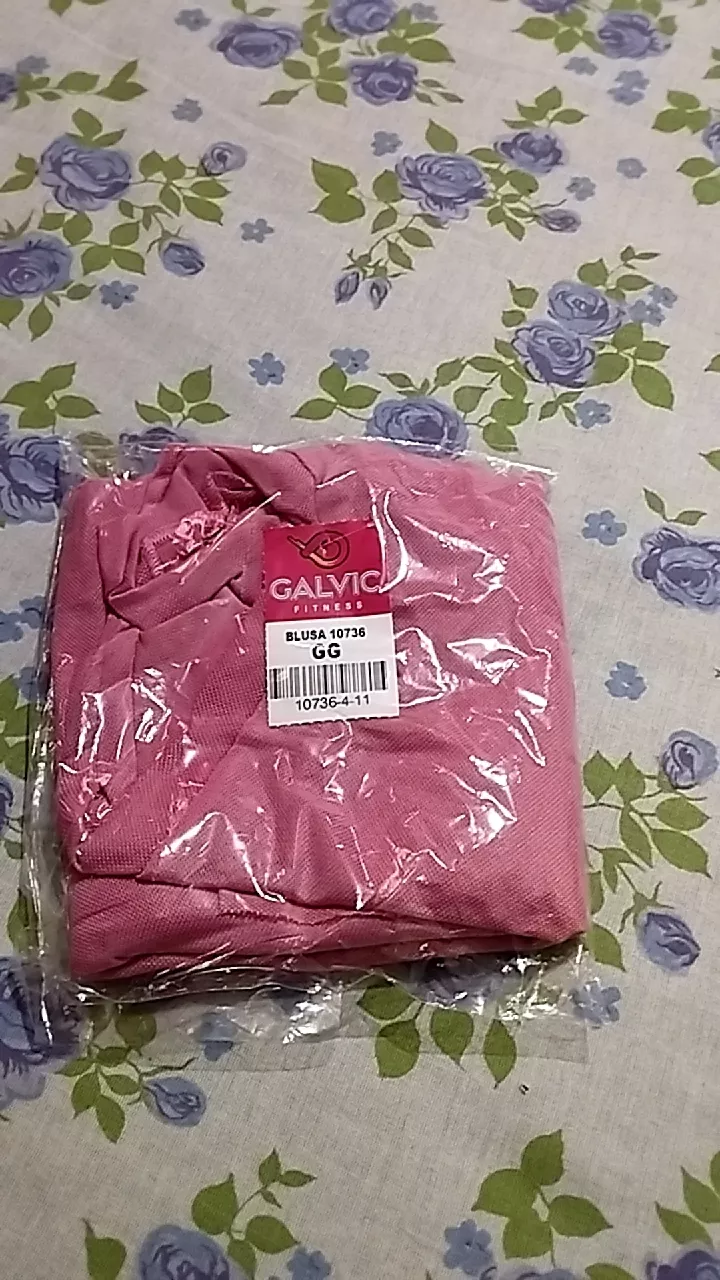 GALVIC
FITNESS
BLUSA 10736
GG
10736-4-11